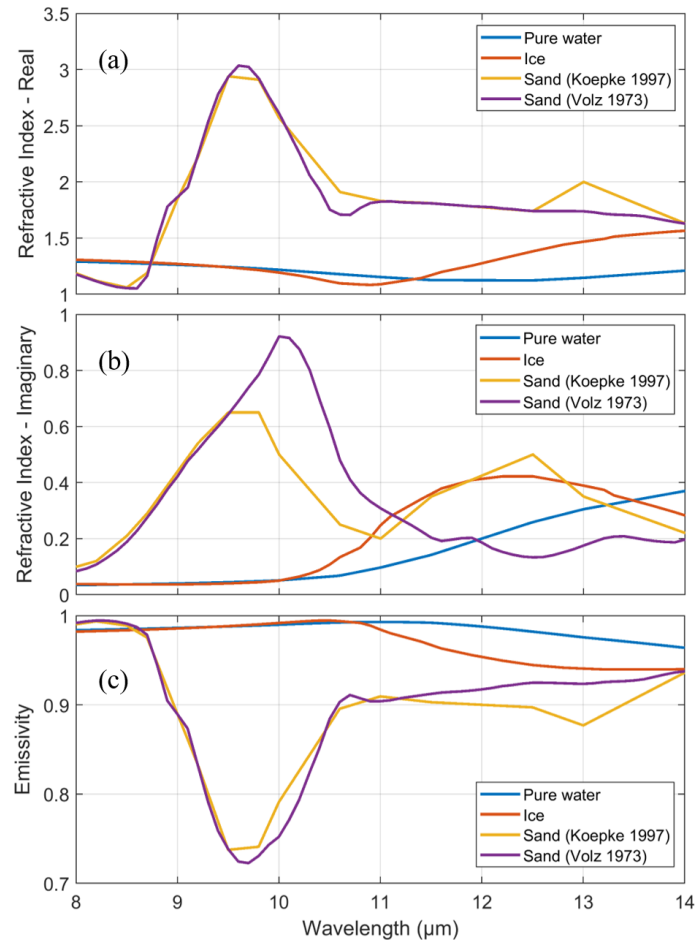 3.5
3
2.5
2
1.5
1
Refractive Index - Real
(a)
Pure water
Ice
Sand (Koepke 1997)
Sand (Volz 1973)
1
0.8
0.6
0.4
0.2
0
Refractive Index - Imaginary
(b)
Pure water
Ice
Sand (Koepke 1997)
Sand (Volz 1973)
1
0.9
0.8
0.7
Emissivity
(c)
Pure water
Ice
Sand (Koepke 1997)
Sand (Volz 1973)
8 9 10 11 12 13 14
Wavelength (μm)